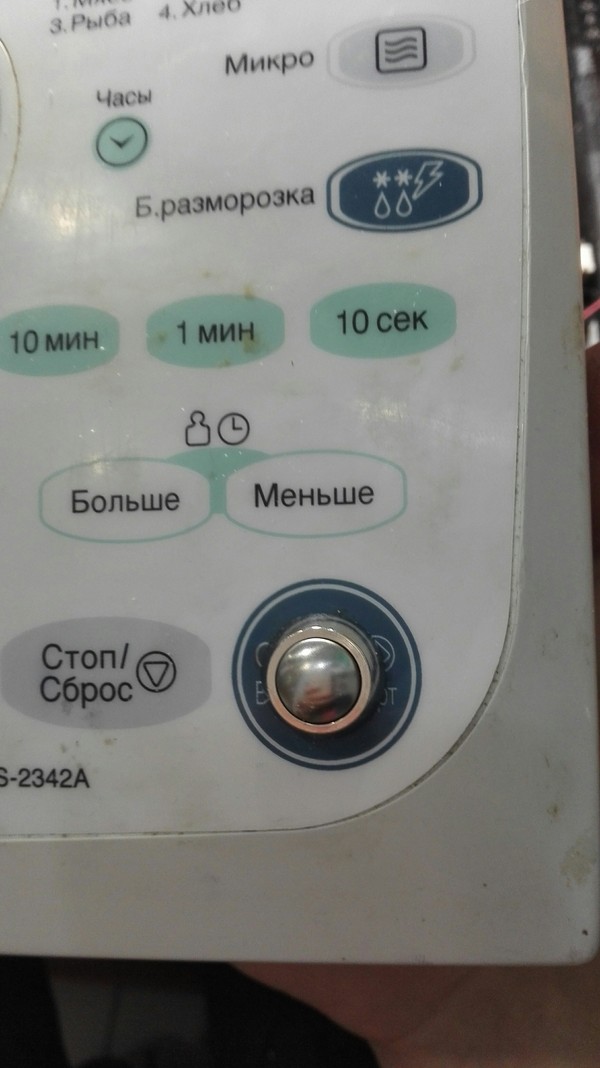 3.Рыба 4.Хлеб
Микро
Часы
Б.разморозка
10 мин 1 мин 10 сек
Больше Меньше
Стоп/
Сброс
S-2342A